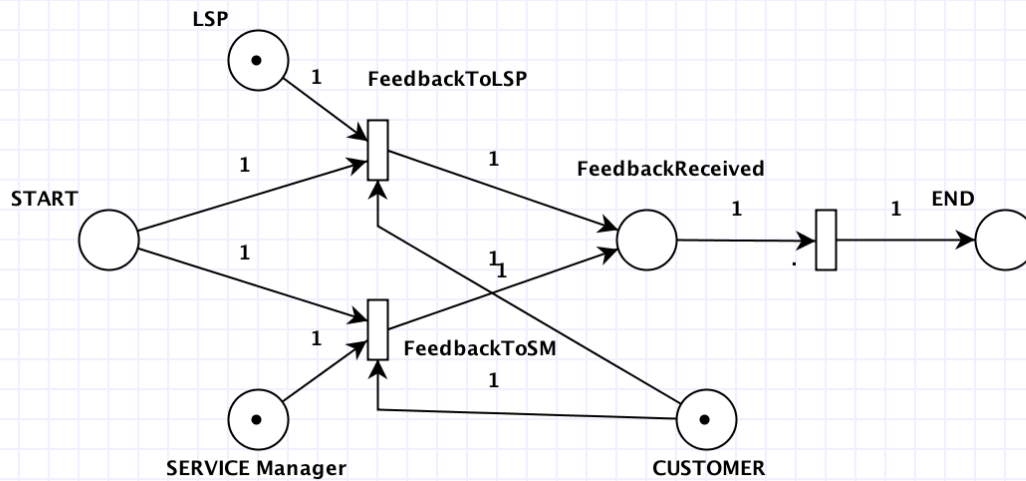 LSP
1
FeedbackToLSP
1
1
FeedbackReceived
START
1
1
END
1
1
1
1
FeedbackToSM
1
.
SERVICE Manager
CUSTOMER